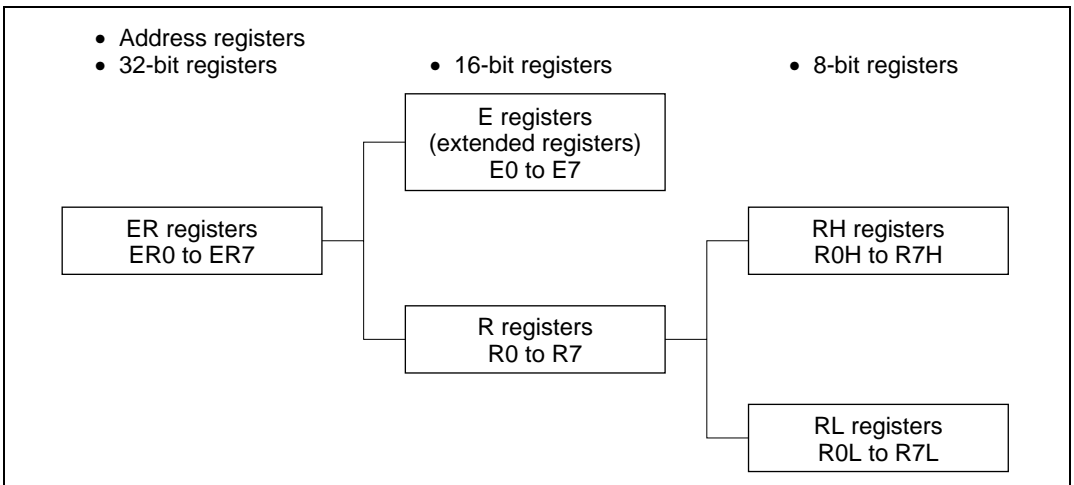 • Address registers
• 32-bit registers
• 16-bit registers
• 8-bit registers
E registers
(extended registers)
E0 to E7
ER registers
ER0 to ER7
RH registers
R0H to R7H
R registers
R0 to R7
RL registers
R0L to R7L